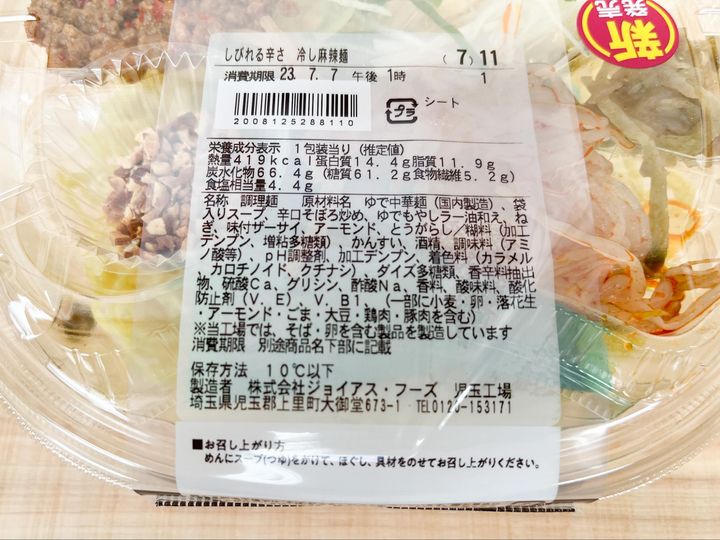 新
発売
しびれる辛さ 冷し麻辣麺 (7)11
消費期限 23.7.7 午後1時 1
2008125288110
プラ シート
栄養成分表示 1包装当り(推定値)
熱量419kcal蛋白質14.4g脂質11.9g
炭水化物66.4g(糖質61.2g食物繊維5.2g)
食塩相当量4.4g
名称 調理麺 原材料名 ゆで中華麺(国内製造)、袋
入りスープ、辛口そぼろ炒め、ゆでもやしラー油和え、ね
ぎ、味付ザーサイ、アーモンド、とうがらし/糊料(加工
デンプン、増粘多糖類)、かんすい、酒精、調味料(アミ
ノ酸等)、pH調整剤、加工デンプン、着色料(カラメル
、カロチノイド、クチナシ)、ダイズ多糖類、香辛料抽出
物、硫酸Ca、グリシン、酢酸Na、香料、酸味料、酸化
防止剤(V.E)、V.B1、(一部に小麦・卵・落花生
・アーモンド・ごま・大豆・鶏肉・豚肉を含む)
※当工場では、そば・卵を含む製品を製造しています
消費期限 別途商品名下部に記載
保存方法 10℃以下
製造者 株式会社ジョイアス・フーズ 児玉工場
埼玉県児玉郡上里町大御堂673-1 TEL0120-153171
■お召し上がり方
めんにスープ(つゆ)をかけて、ほぐし、具材をのせてお召し上がりください。